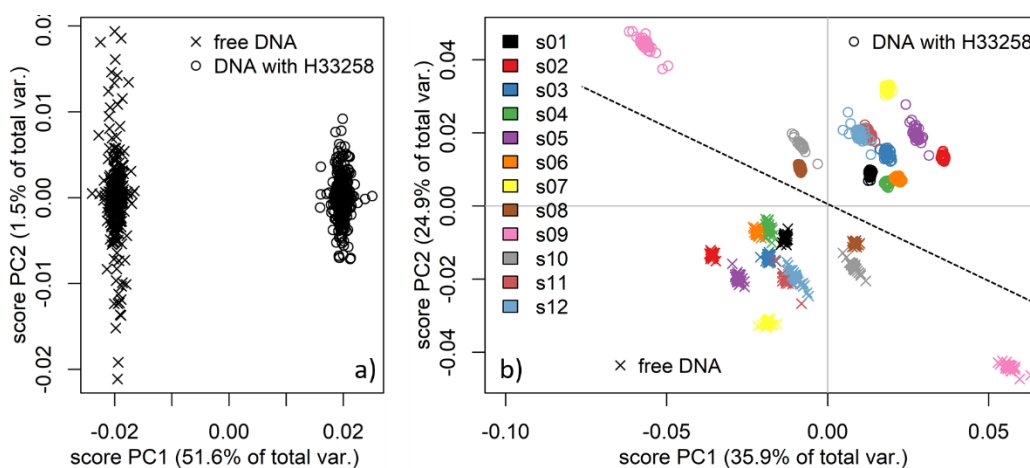 0.0
× free DNA
○ DNA with H33258
0.01
0.00
-0.01
-0.02
score PC2 (1.5% of total var.)
a)
-0.02
0.00
0.02
score PC1 (51.6% of total var.)
s01
s02
s03
s04
s05
s06
s07
s08
s09
s10
s11
s12
○ DNA with H33258
0.04
0.02
0.00
-0.02
-0.04
score PC2 (24.9% of total var.)
b)
× free DNA
-0.10
-0.05
0.00
0.05
score PC1 (35.9% of total var.)